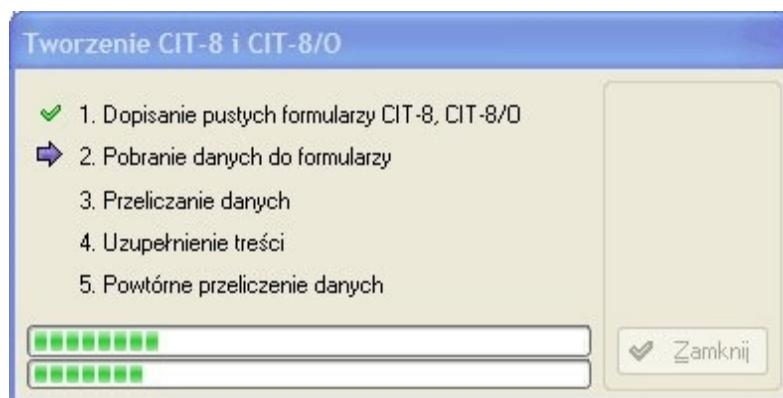 Tworzenie CIT-8 i CIT-8/O
1. Dopisanie pustych formularzy CIT-8, CIT-8/O
2. Pobranie danych do formularzy
3. Przeliczanie danych
4. Uzupełnienie treści
5. Powtórne przeliczenie danych
Zamknij